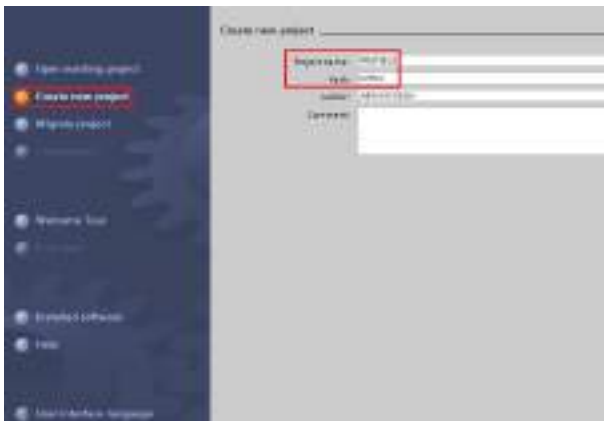 Create new project
Project name:
Path:
Author:
Comment:
Open existing project
Create new project
Migrate project
Welcome Tour
Installed software
Help
User interface language